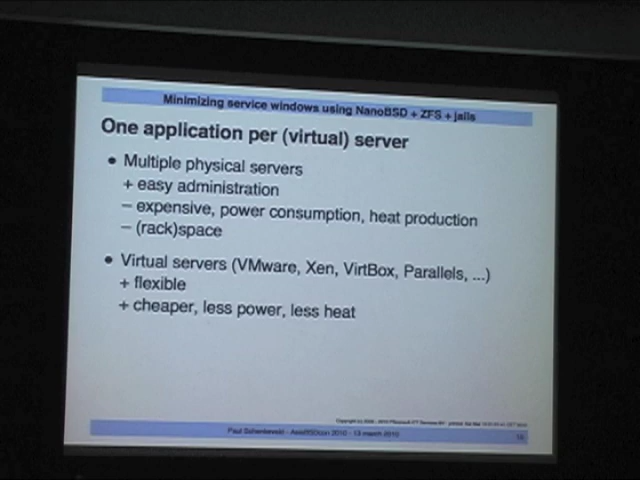 Minimizing service windows using NanoBSD + ZFS + jails
One application per (virtual) server
• Multiple physical servers
+ easy administration
– expensive, power consumption, heat production
– (rack)space
• Virtual servers (VMware, Xen, VirtBox, Parallels, ...)
+ flexible
+ cheaper, less power, less heat
Paul Schenkeveld - AsiaBSDcon 2010 - 13 march 2010